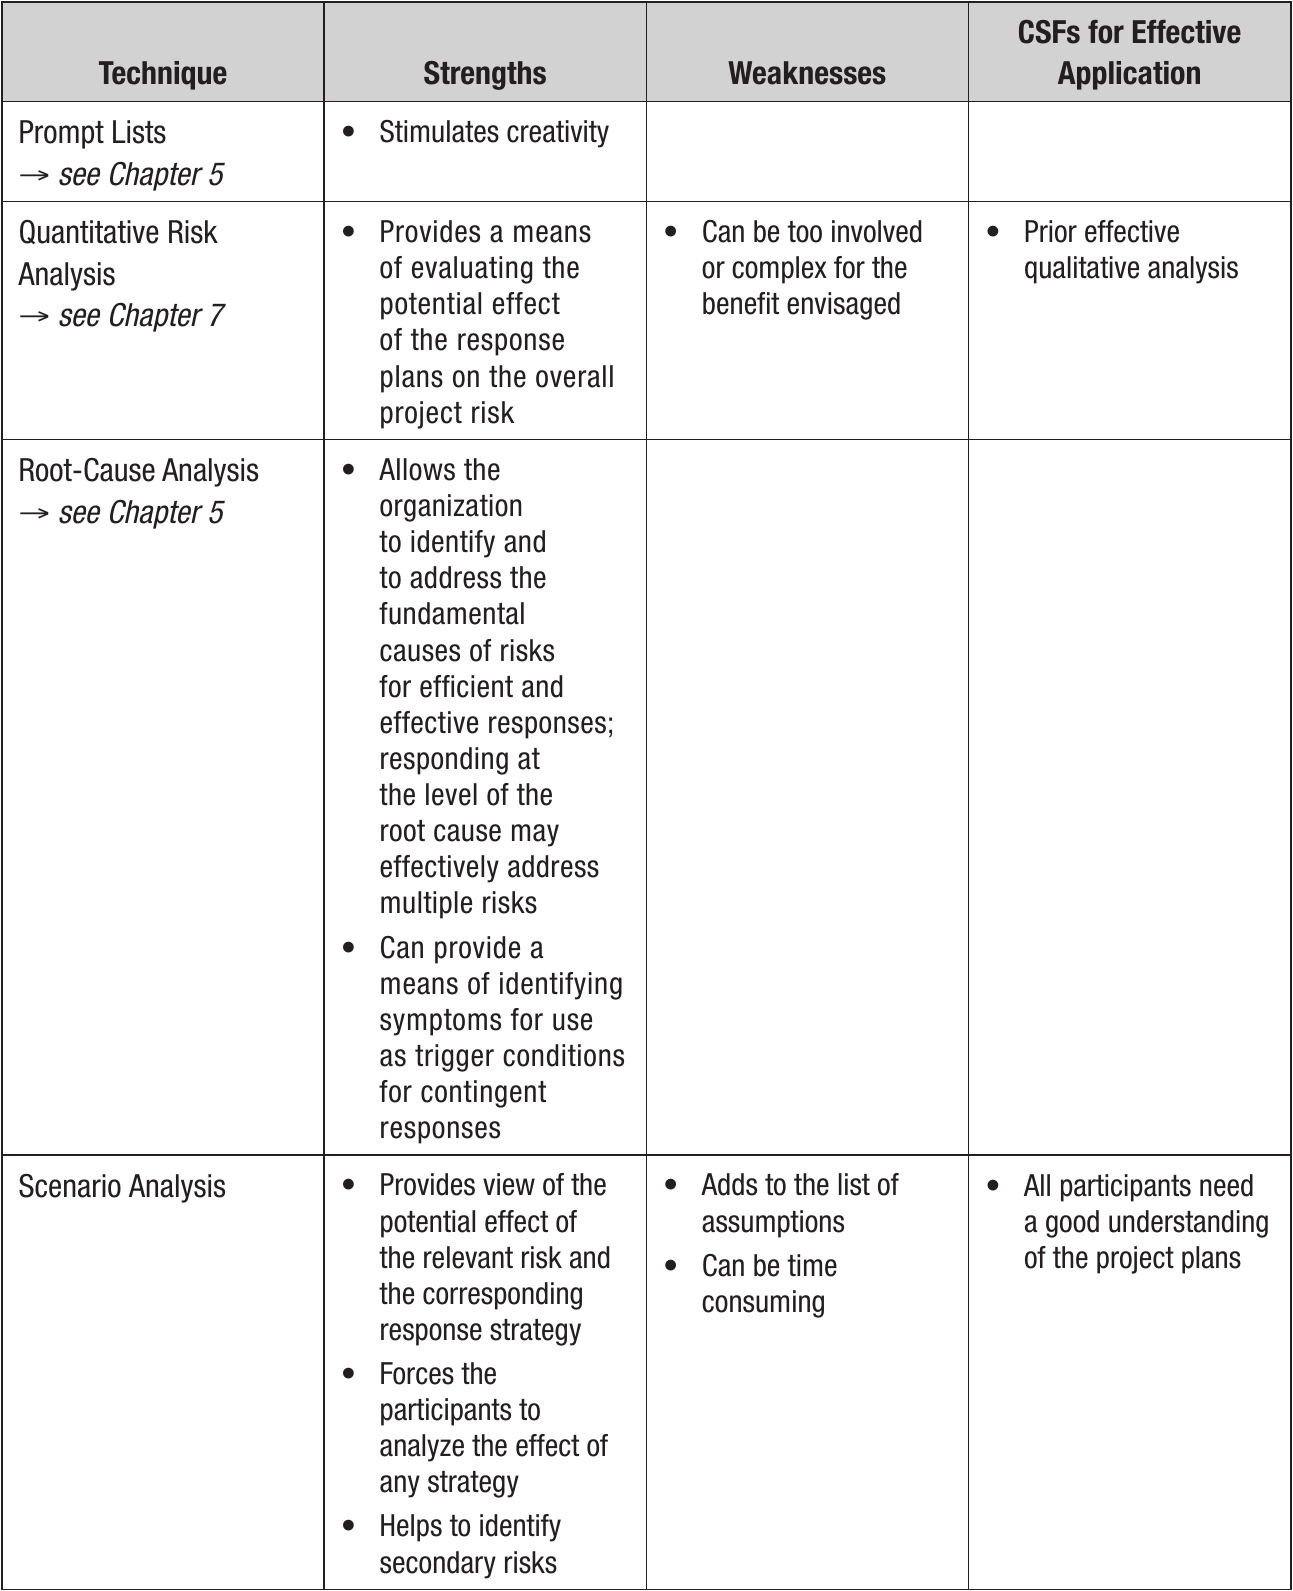 Technique
Strengths
Weaknesses
CSFs for Effective
Application
Prompt Lists
→ see Chapter 5
• Stimulates creativity
Quantitative Risk
Analysis
→ see Chapter 7
• Provides a means
of evaluating the
potential effect
of the response
plans on the overall
project risk
• Can be too involved
or complex for the
benefit envisaged
• Prior effective
qualitative analysis
Root-Cause Analysis
→ see Chapter 5
• Allows the
organization
to identify and
to address the
fundamental
causes of risks
for efficient and
effective responses;
responding at
the level of the
root cause may
effectively address
multiple risks
• Can provide a
means of identifying
symptoms for use
as trigger conditions
for contingent
responses
Scenario Analysis
• Provides view of the
potential effect of
the relevant risk and
the corresponding
response strategy
• Forces the
participants to
analyze the effect of
any strategy
• Helps to identify
secondary risks
• Adds to the list of
assumptions
• Can be time
consuming
• All participants need
a good understanding
of the project plans